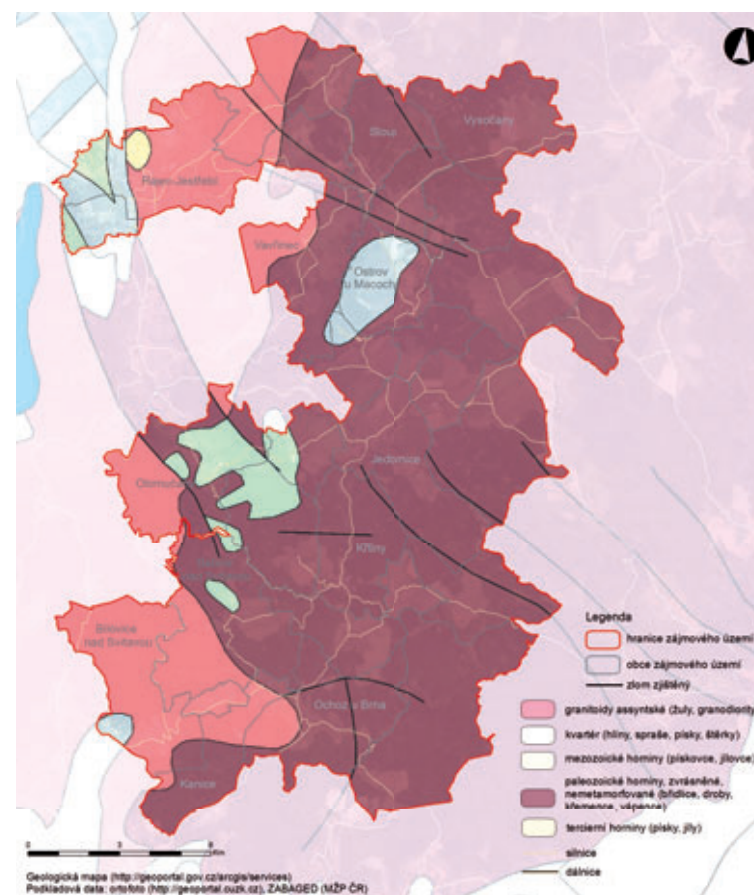 Sloup
Vysočany
Rájec-Jestřebí
Vavřinec
Ostrov
u Macochy
Jedovnice
Olomučany
Křtiny
Bílovice
nad Svitavou
Ochoz u Brna
Kanice
Legenda
hranice zájmového území
obce zájmového území
zlom zjištěný
granitoidy assyntské (žuly, granodiority)
kvartér (hlíny, spraše, písky, štěrky)
mezozoické horniny (pískovce, jílovce)
paleozoické horniny, zvrásněné,
nemetamorfované (břidlice, droby,
křemence, vápence)
terciérní horniny (písky, jíly)
silnice
dálnice
0 3 6
Geologická mapa (http://geoportal.gov.cz/arcgis/services)
Podkladová data: ortofoto (http://geoportal.cuzk.cz), ZABAGED (MŽP ČR)